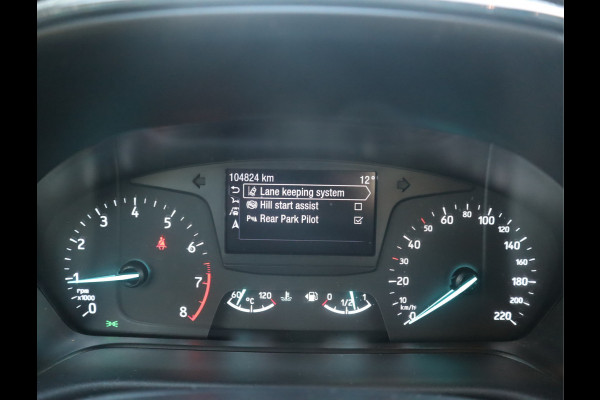 104824 km 12°
Lane keeping system
Hill start assist
Rear Park Pilot
0 1 2 3 4 5 6 7 8
rpm
x1000
60 °C 120
0 1/2 1
0 10 20 40 60 80 100 120 140 160 180 200 220
30 50
km/h